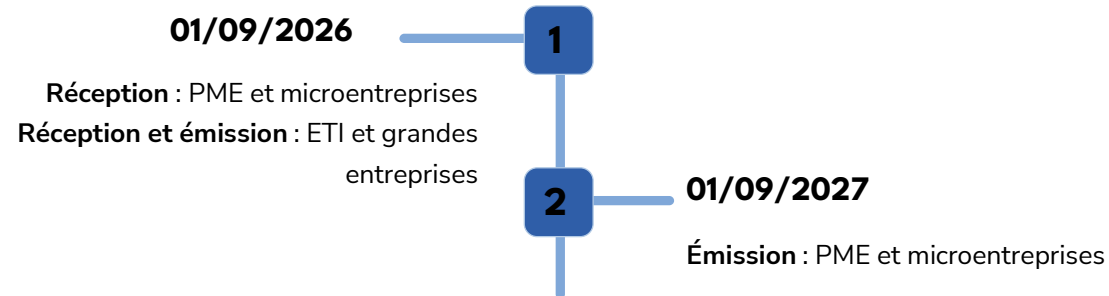 01/09/2026
1
Réception : PME et microentreprises
Réception et émission : ETI et grandes
entreprises
2
01/09/2027
Émission : PME et microentreprises